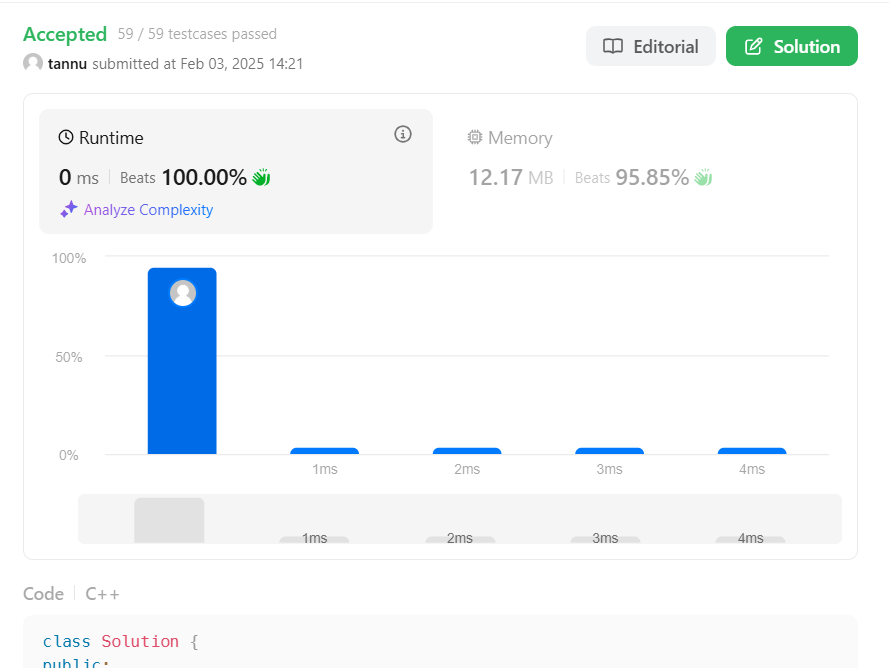 Accepted 59 / 59 testcases passed
tannu submitted at Feb 03, 2025 14:21
Editorial
Solution
Runtime
0 ms Beats 100.00%
Analyze Complexity
Memory
12.17 MB Beats 95.85%
100%
50%
0%
1ms 2ms 3ms 4ms
1ms 2ms 3ms 4ms
Code C++
class Solution {
public: